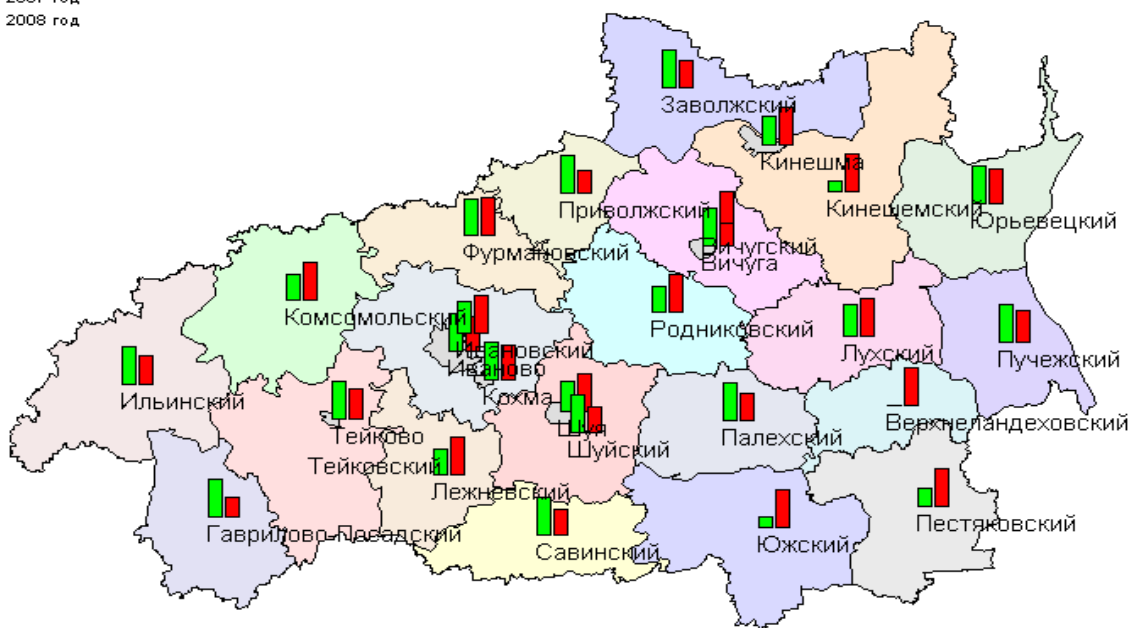 2008 год
Заволжский
Кинешма
Приволжский
Кинешемский
Юрьевецкий
Фурмановский
Вичугский
Вичуга
Комсомольский
Родниковский
Лухский
Пучежский
Ивановский
Иваново
Ильинский
Кохма
Верхнеландеховский
Тейково
Шуя
Палехский
Шуйский
Тейковский
Лежневский
Пестяковский
Гаврилово-Посадский
Савинский
Южский